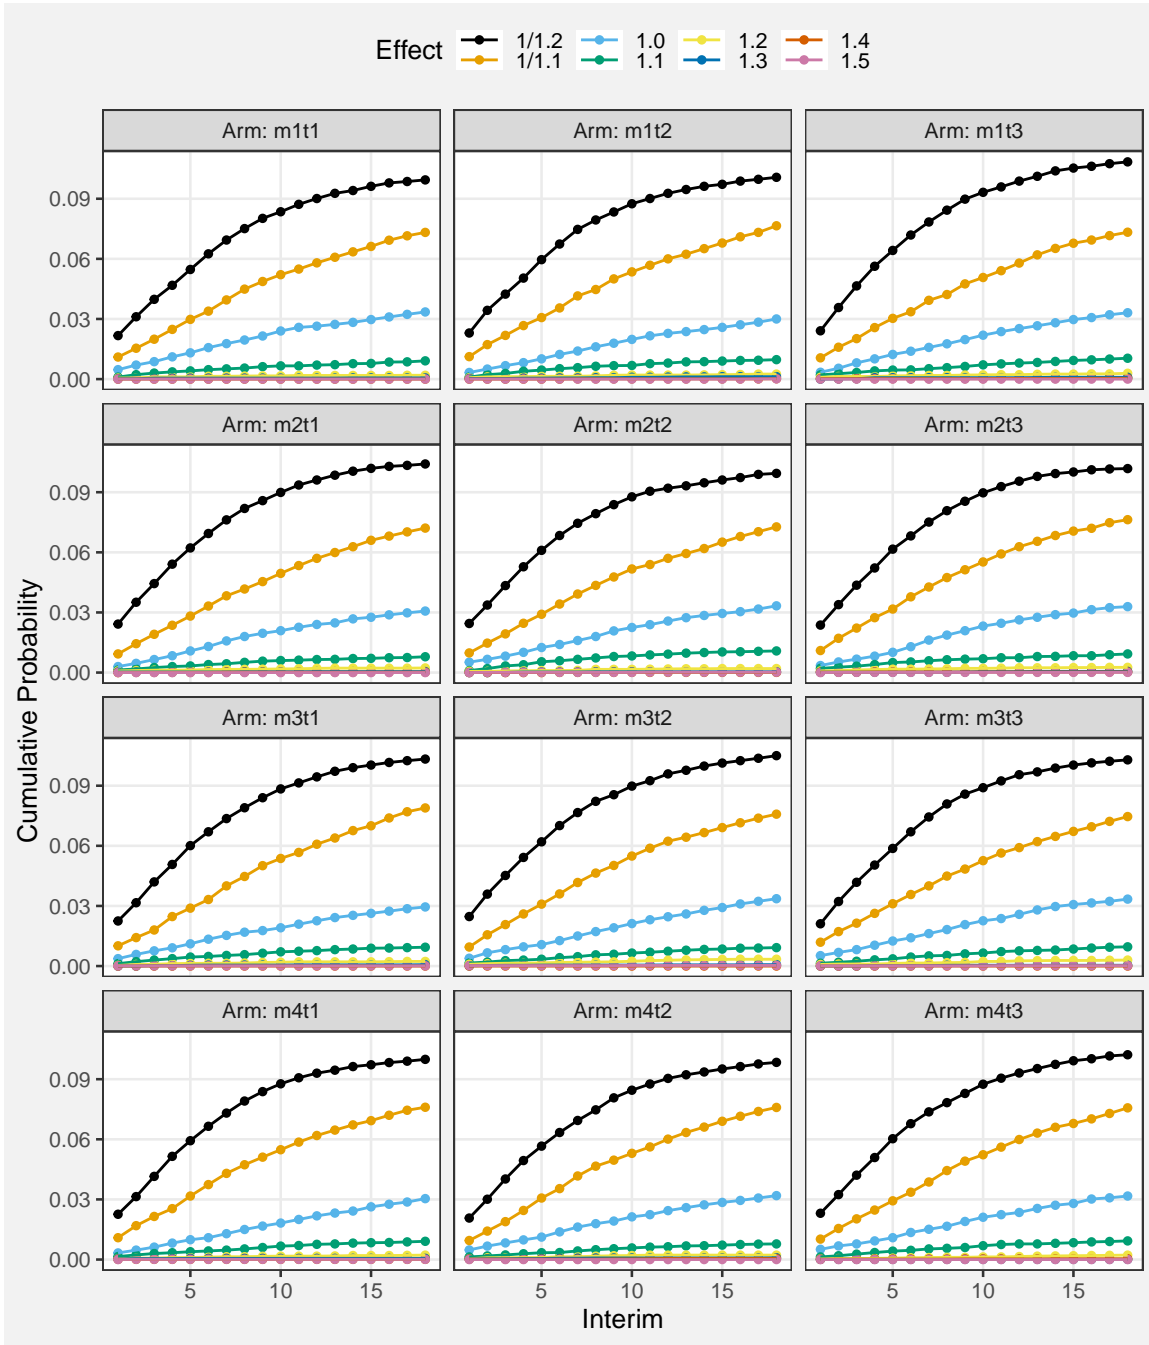 Effect 1/1.2 1.0 1.2 1.4
1/1.1 1.1 1.3 1.5
Arm: m1t1 Arm: m1t2 Arm: m1t3
0.09
0.06
0.03
0.00
Arm: m2t1 Arm: m2t2 Arm: m2t3
0.09
0.06
0.03
0.00
Arm: m3t1 Arm: m3t2 Arm: m3t3
0.09
0.06
0.03
0.00
Arm: m4t1 Arm: m4t2 Arm: m4t3
0.09
0.06
0.03
0.00
5 10 15 5 10 15 5 10 15
Interim
Cumulative Probability